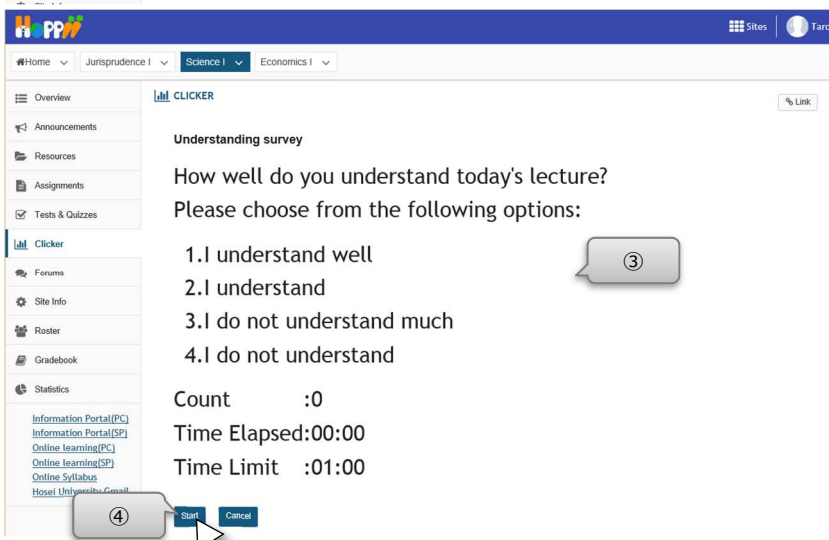 Hoppii
Sites
Home
Jurisprudence I
Science I
Economics I
Overview
Announcements
Resources
Assignments
Tests & Quizzes
Clicker
Forums
Site Info
Roster
Gradebook
Statistics
Information Portal(PC)
Information Portal(SP)
Online learning(PC)
Online learning(SP)
Online Syllabus
Hosei University Gmail
CLICKER
Link
Understanding survey
How well do you understand today's lecture?
Please choose from the following options:
1.I understand well
2.I understand
3.I do not understand much
4.I do not understand
③
Count :0
Time Elapsed:00:00
Time Limit :01:00
④
Start
Cancel